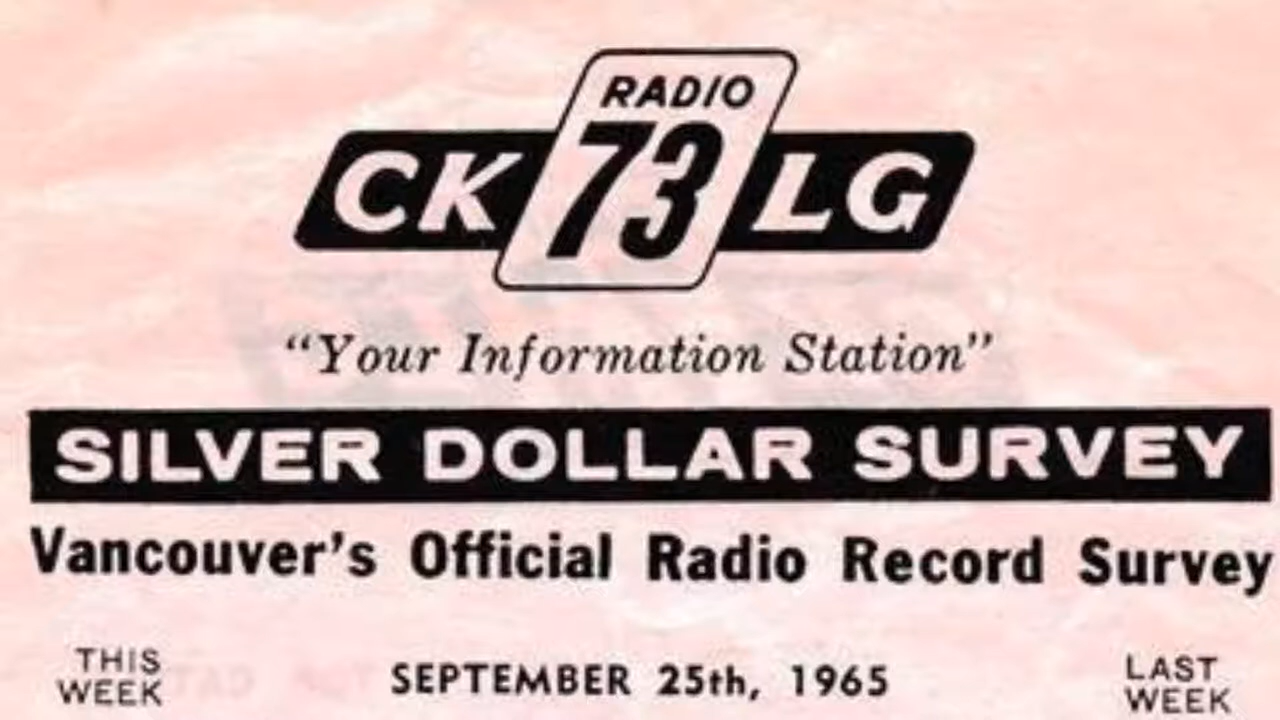 RADIO
CK 73 LG
"Your Information Station"
SILVER DOLLAR SURVEY
Vancouver's Official Radio Record Survey
THIS WEEK
SEPTEMBER 25th, 1965
LAST WEEK